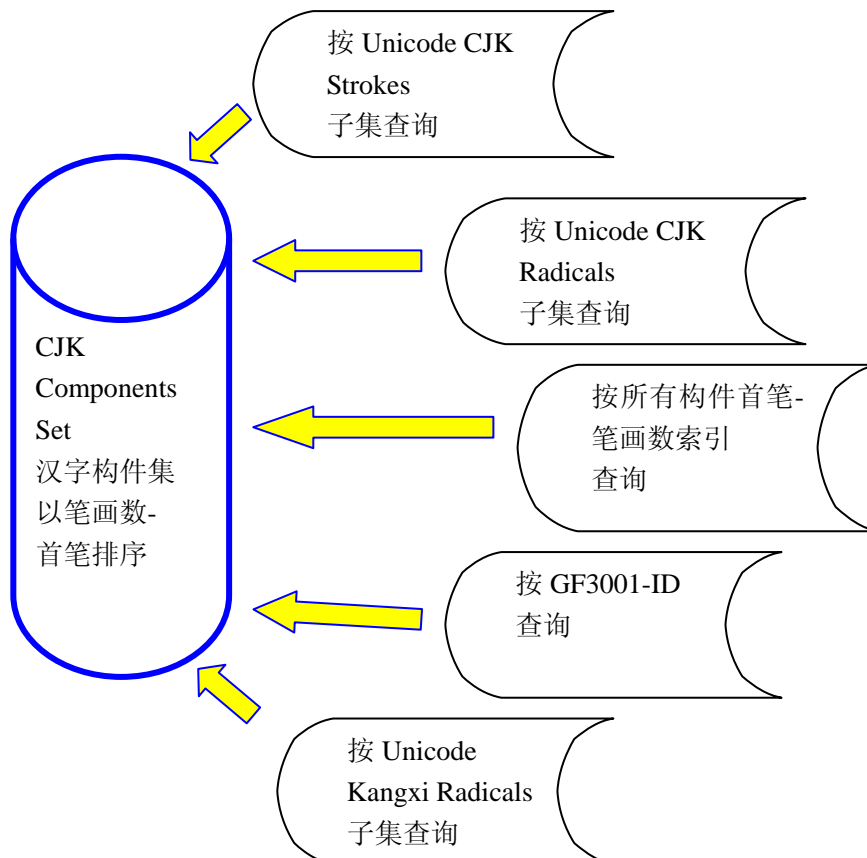 按 Unicode CJK
Strokes
子集查询
按 Unicode CJK
Radicals
子集查询
CJK
Components
Set
汉字构件集
以笔画数-
首笔排序
按所有构件首笔-
笔画数索引
查询
按 GF3001-ID
查询
按 Unicode
Kangxi Radicals
子集查询